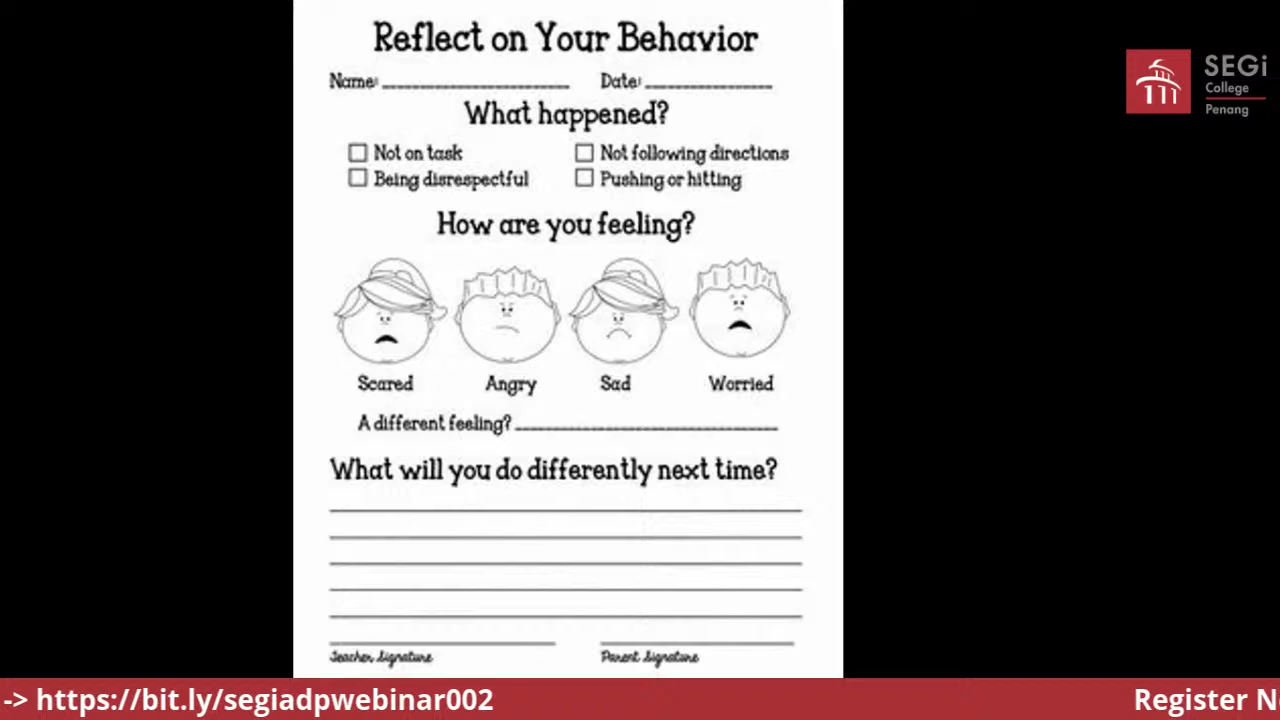 Reflect on Your Behavior
Name: Date:
What happened?
Not on task Not following directions
Being disrespectful Pushing or hitting
How are you feeling?
Scared Angry Sad Worried
A different feeling?
What will you do differently next time?
Teacher Signature Parent Signature
SEGi
College
Penang
-> https://bit.ly/segiadpwebinar002 Register N